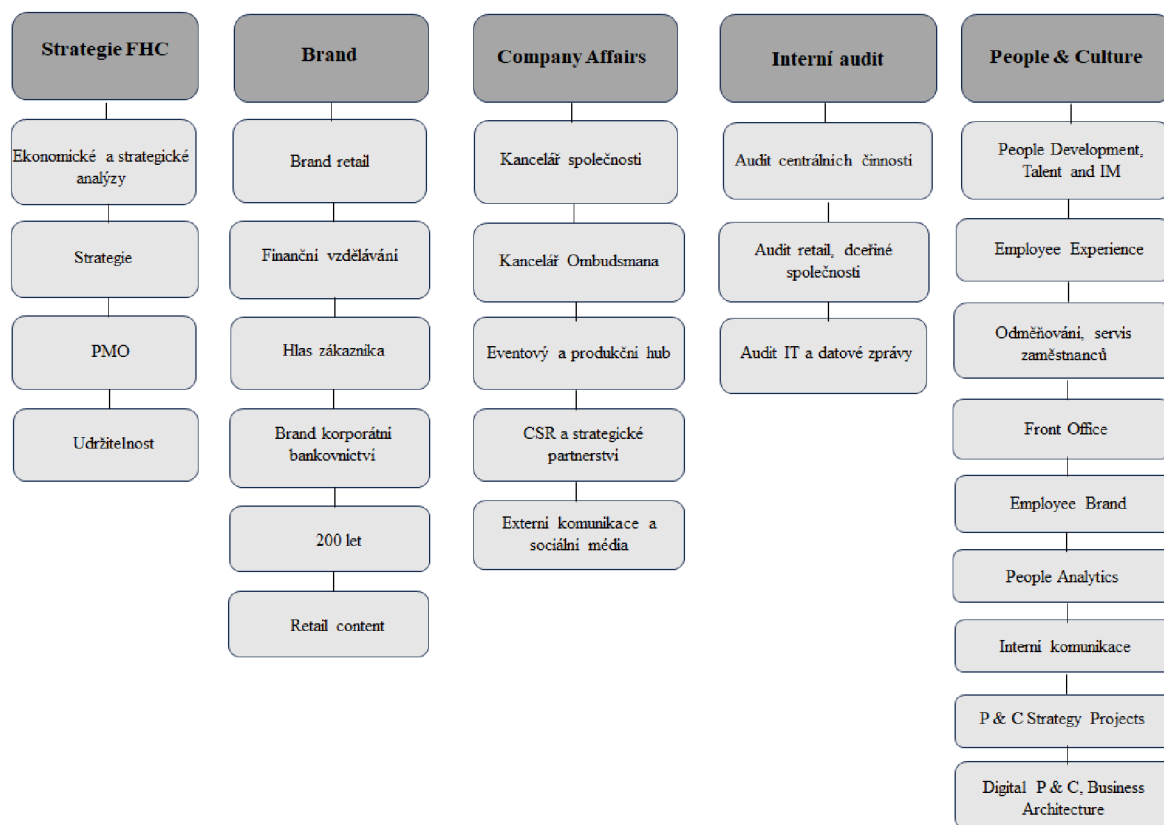 Strategie FHC
Ekonomické a strategické
analýzy
Strategie
PMO
Udržitelnost
Brand
Brand retail
Finanční vzdělávání
Hlas zákazníka
Brand korporátní
bankovnictví
200 let
Retail content
Company Affairs
Kancelář společnosti
Kancelář Ombudsmana
Eventový a produkční hub
CSR a strategické
partnerství
Externí komunikace a
sociální média
Interní audit
Audit centrálních činností
Audit retail, dceřiné
společnosti
Audit IT a datové zprávy
People & Culture
People Development,
Talent and IM
Employee Experience
Odměňování, servis
zaměstnanců
Front Office
Employee Brand
People Analytics
Interní komunikace
P & C Strategy Projects
Digital P & C, Business
Architecture